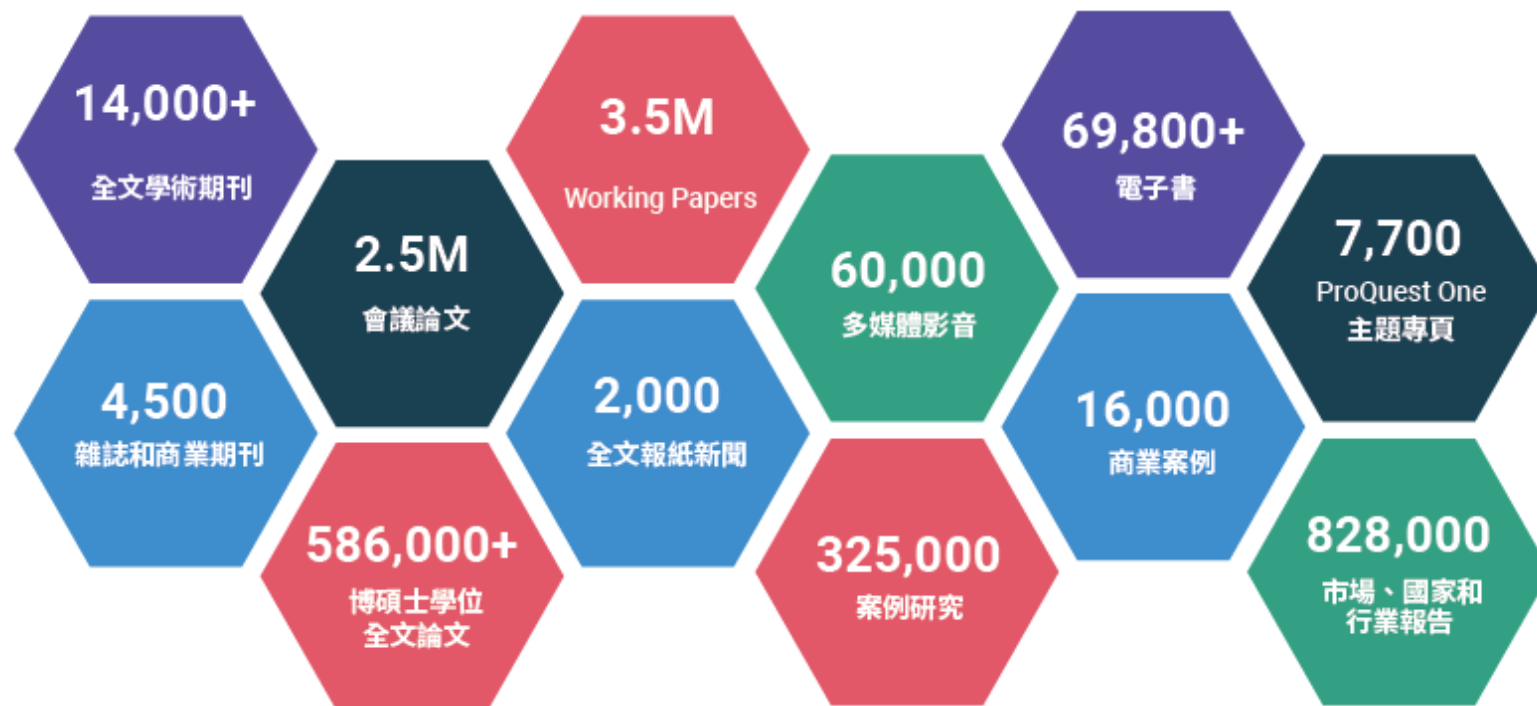 14,000+
全文學術期刊
3.5M
Working Papers
69,800+
電子書
2.5M
會議論文
60,000
多媒體影音
7,700
ProQuest One
主題專頁
4,500
雜誌和商業期刊
2,000
全文報紙新聞
16,000
商業案例
586,000+
博碩士學位
全文論文
325,000
案例研究
828,000
市場、國家和
行業報告